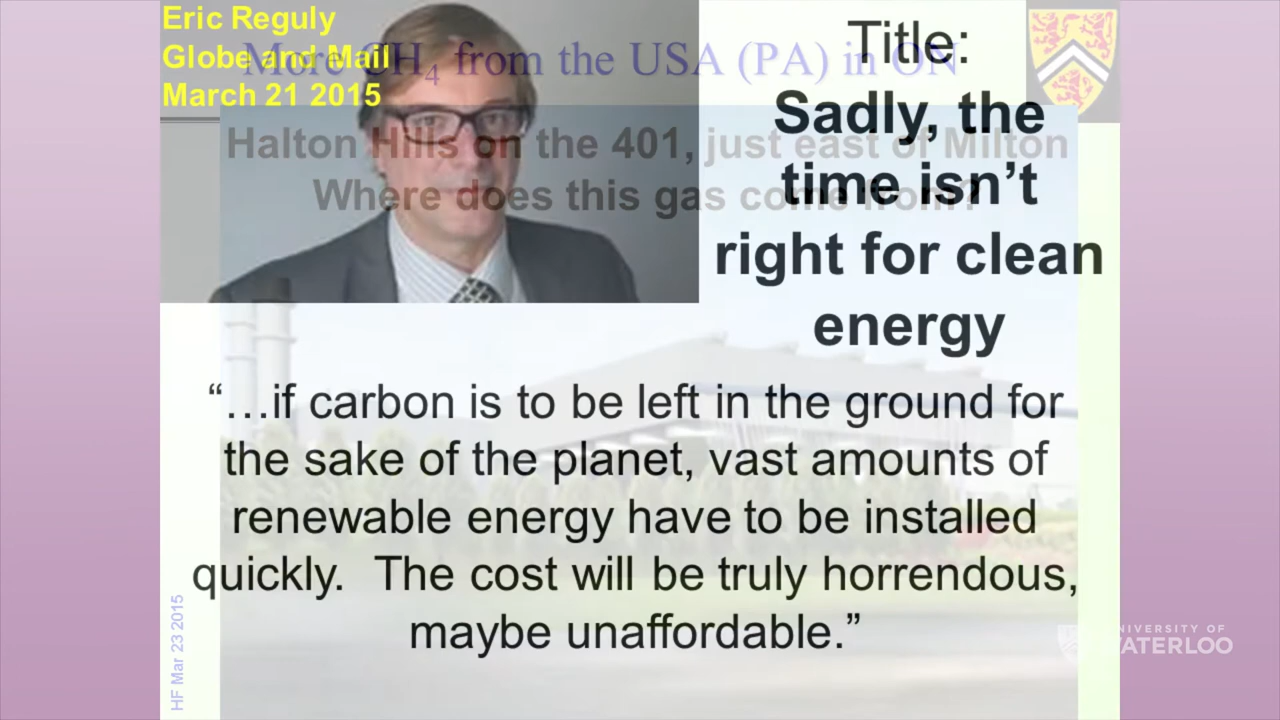 Eric Reguly
Globe and Mail
March 21 2015
More CH₄ from the USA (PA) in ON
Halton Hills on the 401, just east of Milton
Where does this gas come from?
Title:
Sadly, the
time isn’t
right for clean
energy
“…if carbon is to be left in the ground for
the sake of the planet, vast amounts of
renewable energy have to be installed
quickly. The cost will be truly horrendous,
maybe unaffordable.”
HF Mar 23 2015
UNIVERSITY OF
WATERLOO